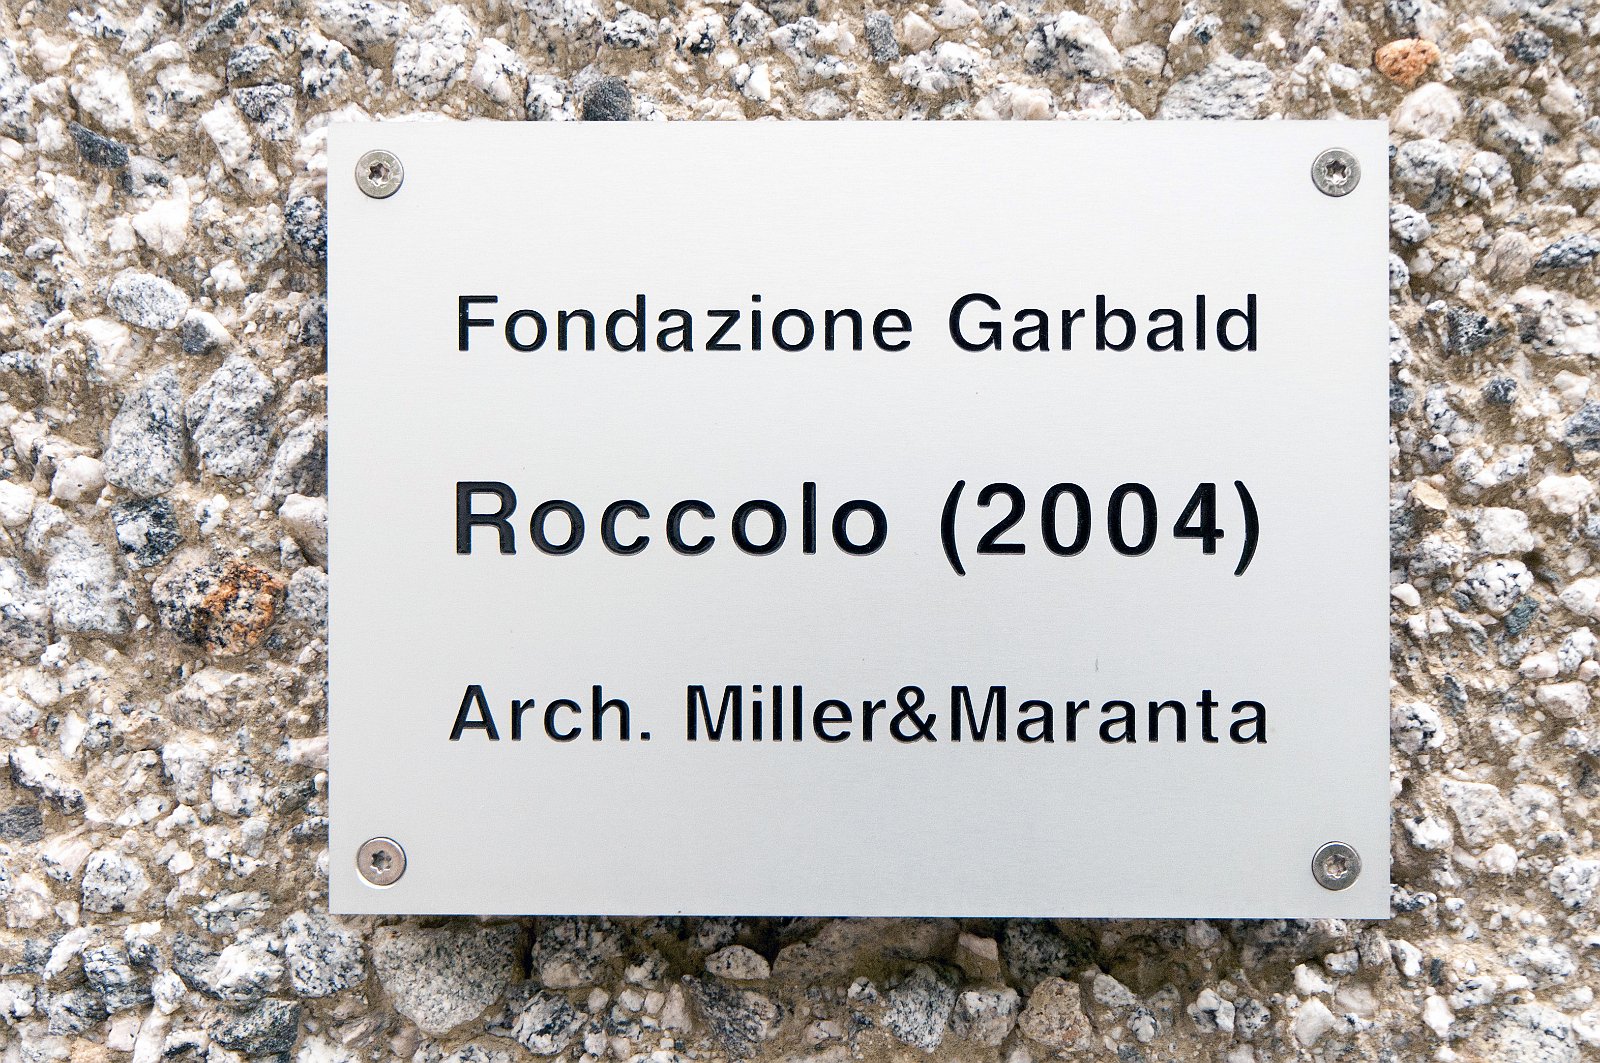 Fondazione Garbald
Roccolo (2004)
Arch. Miller&Maranta